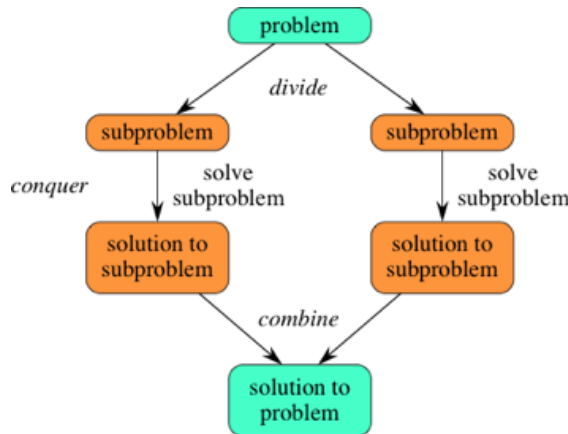 problem
divide
subproblem
subproblem
conquer
solve
subproblem
solve
subproblem
solution to
subproblem
solution to
subproblem
combine
solution to
problem